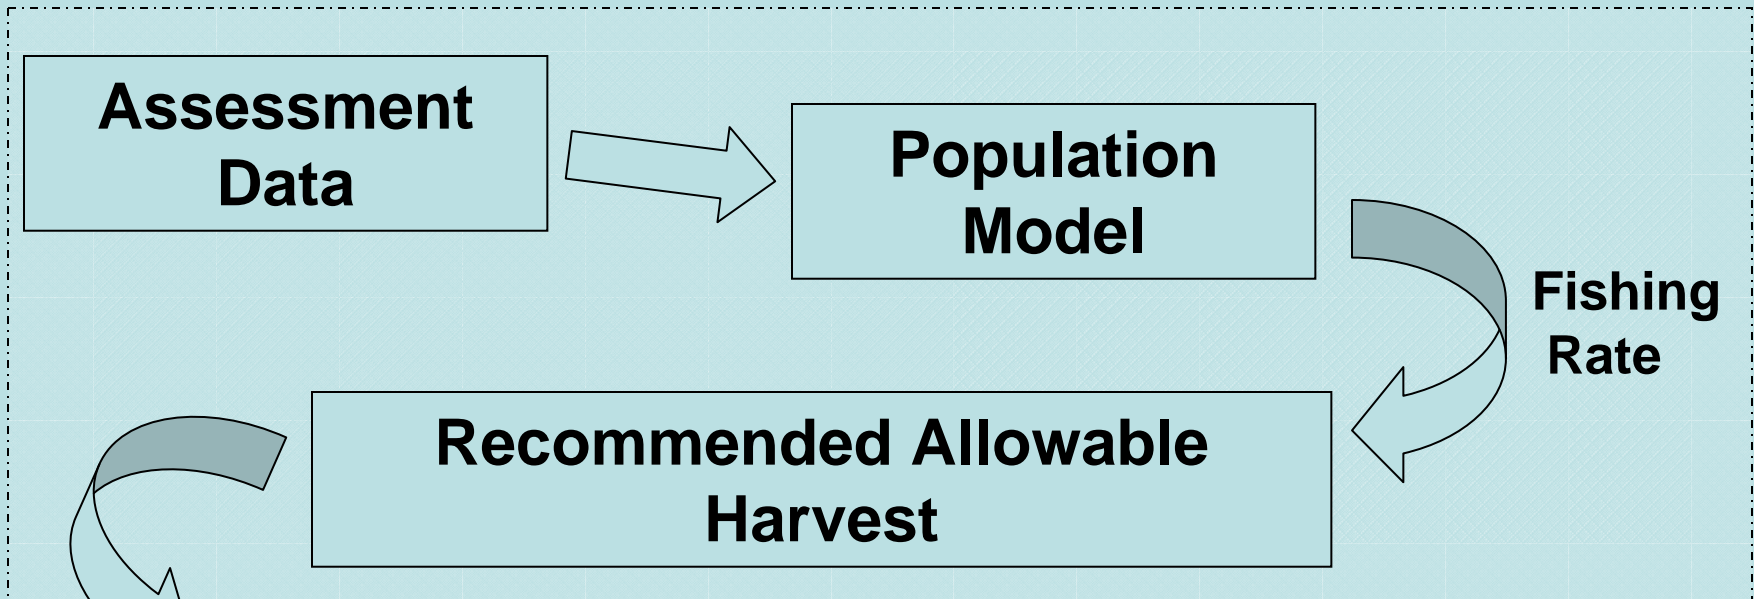 Assessment
Data
Population
Model
Fishing
Rate
Recommended Allowable
Harvest